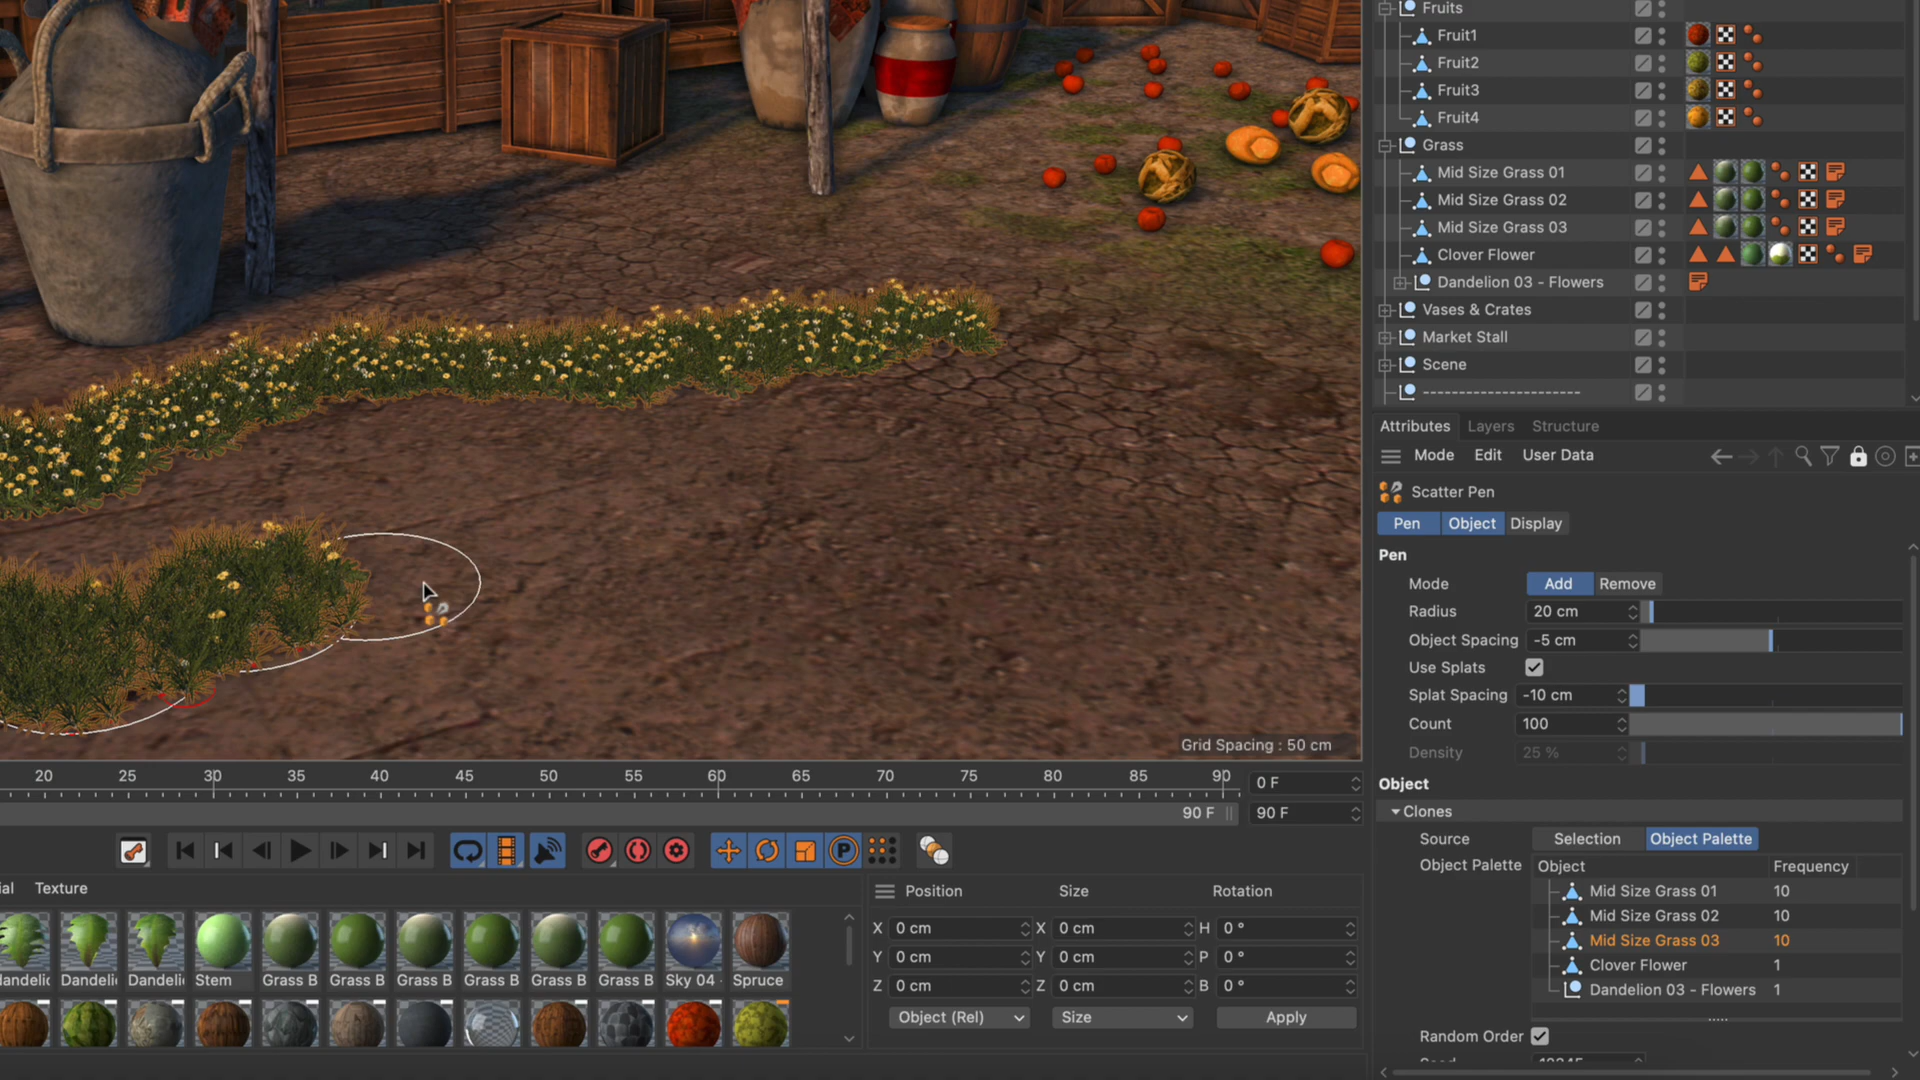 Fruits
Fruit1
Fruit2
Fruit3
Fruit4
Grass
Mid Size Grass 01
Mid Size Grass 02
Mid Size Grass 03
Clover Flower
Dandelion 03 - Flowers
Vases & Crates
Market Stall
Scene
----------------------
Attributes Layers Structure
Mode Edit User Data
Scatter Pen
Pen Object Display
Pen
Mode Add Remove
Radius 20 cm
Object Spacing -5 cm
Use Splats
Splat Spacing -10 cm
Count 100
Density 25 %
Object
Clones
Source Selection Object Palette
Object Palette Object Frequency
Mid Size Grass 01 10
Mid Size Grass 02 10
Mid Size Grass 03 10
Clover Flower 1
Dandelion 03 - Flowers 1
Random Order
Grid Spacing : 50 cm
20 25 30 35 40 45 50 55 60 65 70 75 80 85 90 0 F
90 F 90 F
P
ial Texture
andelic Dandelic Dandelic Stem Grass B Grass B Grass B Grass B Grass B Grass B Sky 04 - Spruce
Position Size Rotation
X 0 cm X 0 cm H 0 °
Y 0 cm Y 0 cm P 0 °
Z 0 cm Z 0 cm B 0 °
Object (Rel) Size Apply